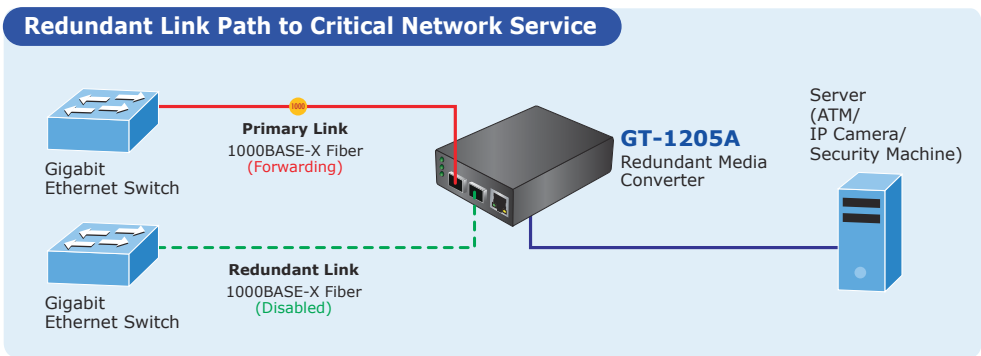 Redundant Link Path to Critical Network Service
1000
Primary Link
1000BASE-X Fiber
(Forwarding)
Gigabit
Ethernet Switch
GT-1205A
Redundant Media
Converter
Server
(ATM/
IP Camera/
Security Machine)
Redundant Link
1000BASE-X Fiber
(Disabled)
Gigabit
Ethernet Switch